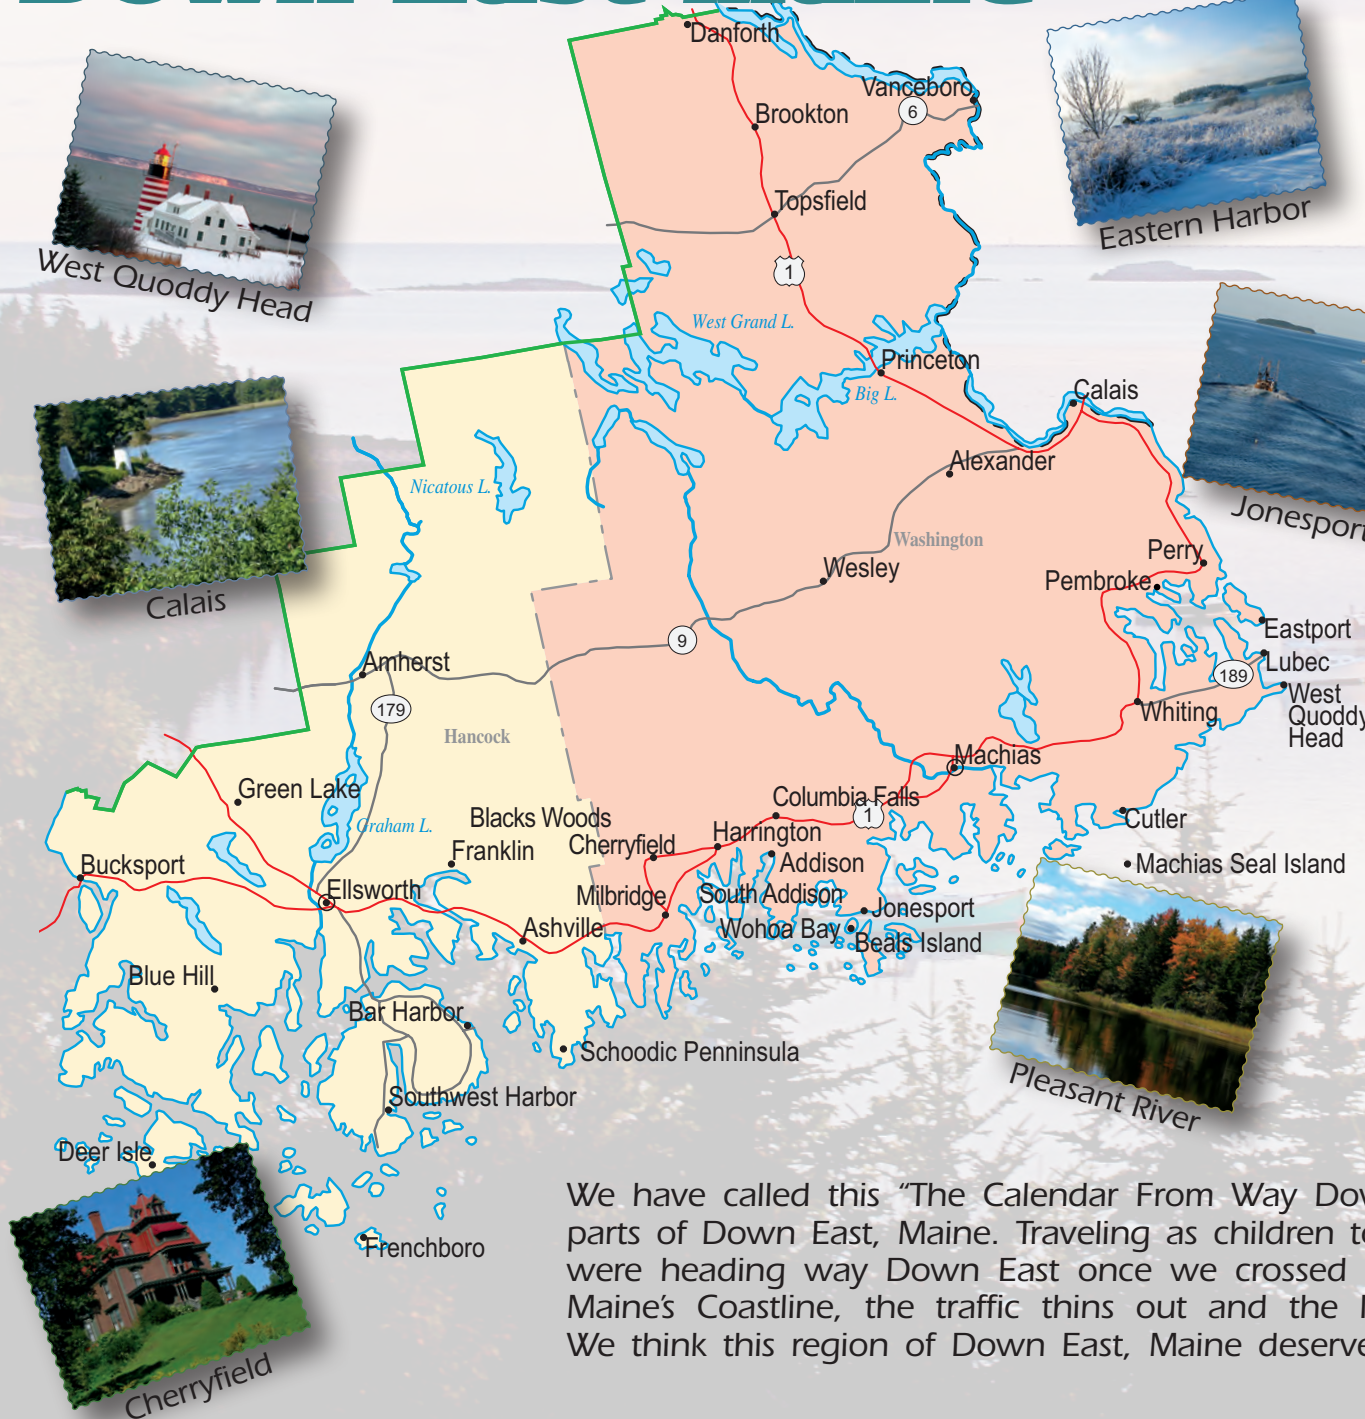 Down East Maine
Danforth
Vanceboro
6
Brookton
Topsfield
1
West Quoddy Head
Eastern Harbor
West Grand L.
Princeton
Big L.
Calais
Alexander
Nicatous L.
Jonesport
Washington
Perry
Wesley
Pembroke
Calais
Eastport
9
Lubec
Amherst
189
West
Quoddy
Head
179
Whiting
Hancock
Machias
Green Lake
Columbia Falls
1
Blacks Woods
Graham L.
Cutler
Harrington
Cherryfield
Franklin
Addison
Machias Seal Island
Bucksport
Ellsworth
Milbridge
South Addison
Jonesport
Ashville
Wohoa Bay
Beals Island
Blue Hill
Bar Harbor
Schoodic Penninsula
Southwest Harbor
Pleasant River
Deer Isle
Frenchboro
Cherryfield
We have called this “The Calendar From Way Dow
parts of Down East, Maine. Traveling as children to
were heading way Down East once we crossed
Maine’s Coastline, the traffic thins out and the
We think this region of Down East, Maine deserve